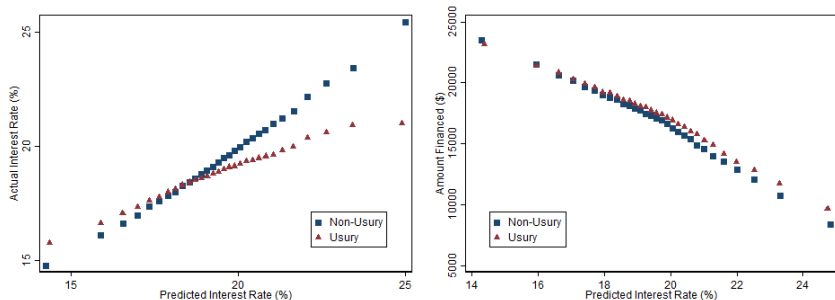 Actual Interest Rate (%)
25
20
15
15
20
25
Predicted Interest Rate (%)
Non-Usury
Usury
Amount Financed ($)
25000
20000
15000
10000
5000
14
16
18
20
22
24
Predicted Interest Rate (%)
Non-Usury
Usury